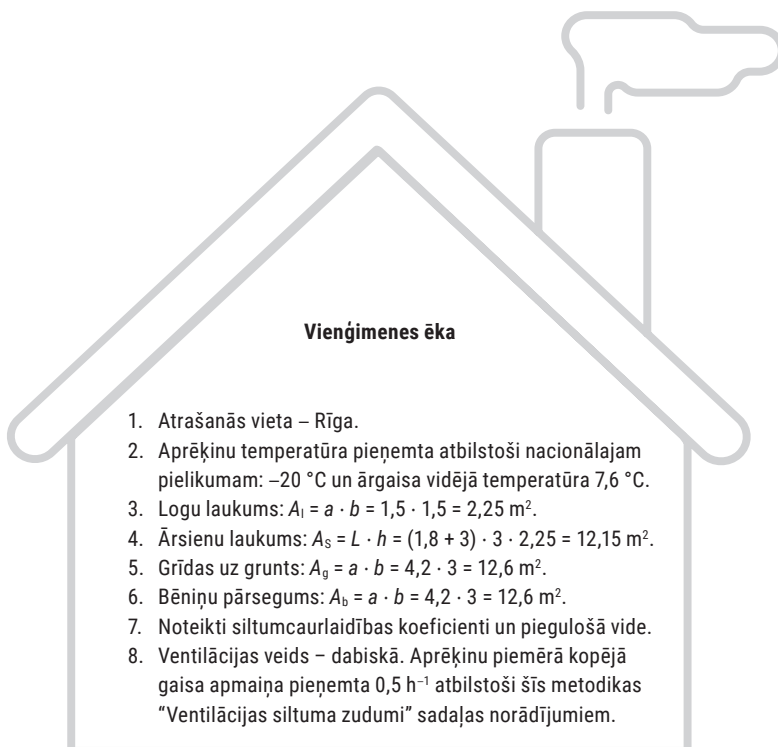 Vienģimenes ēka
1. Atrašanās vieta – Rīga.
2. Aprēķinu temperatūra pieņemta atbilstoši nacionālajam
pielikumam: –20 °C un ārgaisa vidējā temperatūra 7,6 °C.
3. Logu laukums: Aₗ = a · b = 1,5 · 1,5 = 2,25 m².
4. Ārsienu laukums: Aₛ = L · h = (1,8 + 3) · 3 · 2,25 = 12,15 m².
5. Grīdas uz grunts: A_g = a · b = 4,2 · 3 = 12,6 m².
6. Bēniņu pārsegums: A_b = a · b = 4,2 · 3 = 12,6 m².
7. Noteikti siltumcaurlaidības koeficienti un piegulošā vide.
8. Ventilācijas veids – dabiskā. Aprēķinu piemērā kopējā
gaisa apmaiņa pieņemta 0,5 h⁻¹ atbilstoši šīs metodikas
“Ventilācijas siltuma zudumi” sadaļas norādījumiem.